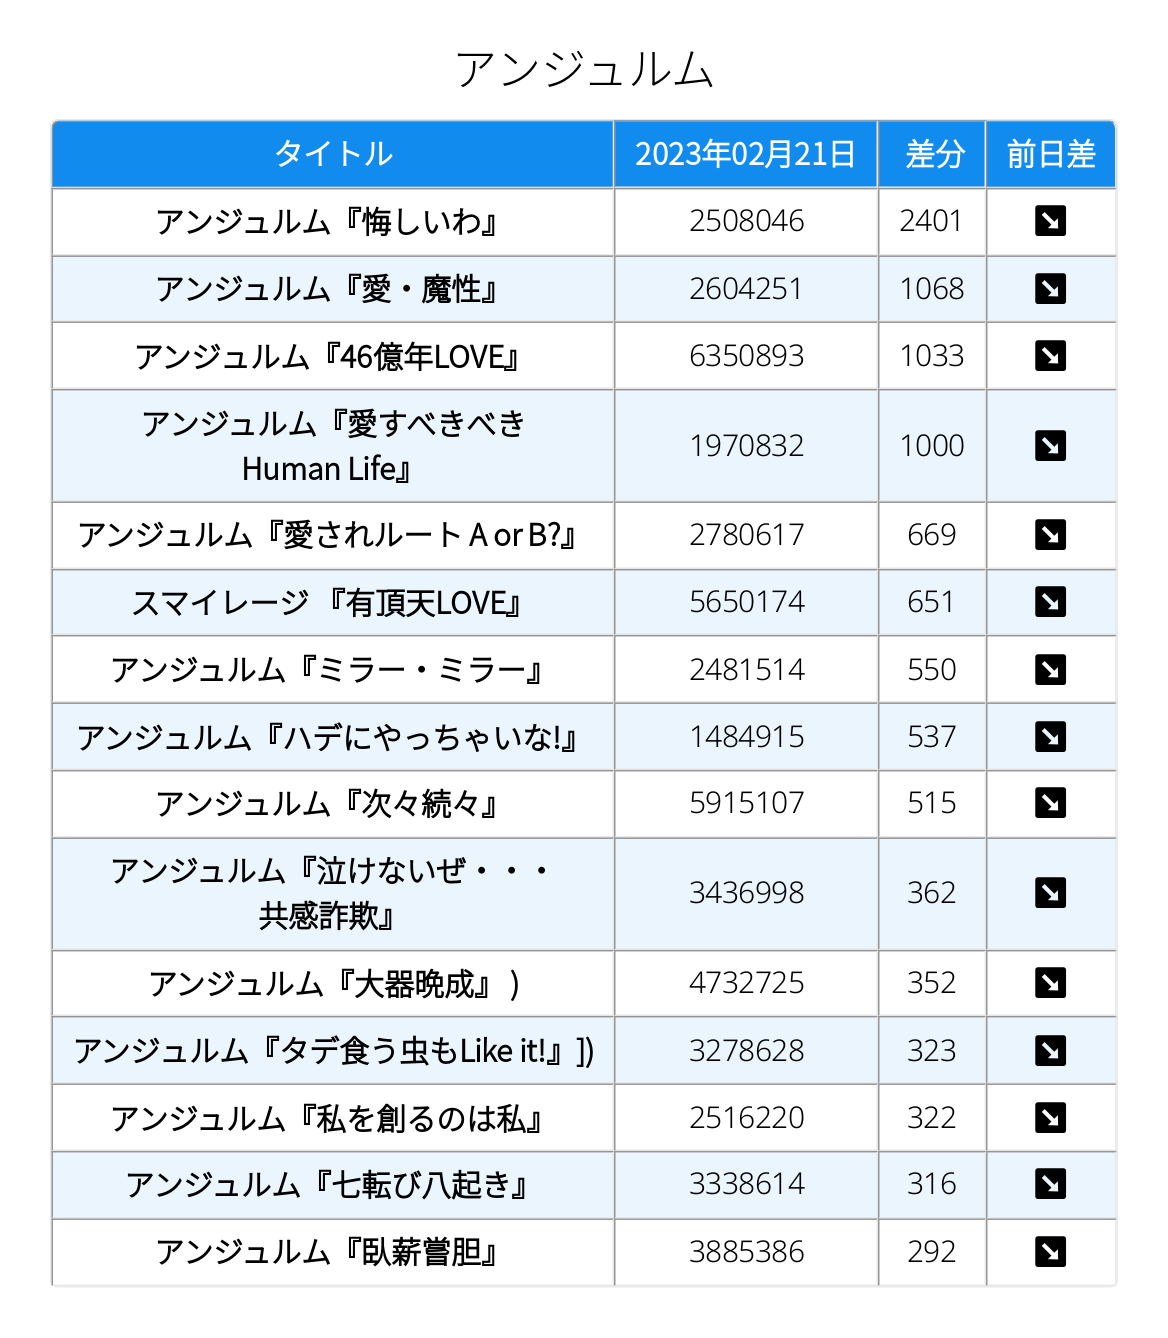 アンジュルム
タイトル 2023年02月21日 差分 前日差
アンジュルム『悔しいわ』 2508046 2401 ↘
アンジュルム『愛・魔性』 2604251 1068 ↘
アンジュルム『46億年LOVE』 6350893 1033 ↘
アンジュルム『愛すべきべき
Human Life』 1970832 1000 ↘
アンジュルム『愛されルート A or B?』 2780617 669 ↘
スマイレージ 『有頂天LOVE』 5650174 651 ↘
アンジュルム『ミラー・ミラー』 2481514 550 ↘
アンジュルム『ハデにやっちゃいな!』 1484915 537 ↘
アンジュルム『次々続々』 5915107 515 ↘
アンジュルム『泣けないぜ・・・
共感詐欺』 3436998 362 ↘
アンジュルム『大器晩成』 ) 4732725 352 ↘
アンジュルム『タデ食う虫もLike it!』]) 3278628 323 ↘
アンジュルム『私を創るのは私』 2516220 322 ↘
アンジュルム『七転び八起き』 3338614 316 ↘
アンジュルム『臥薪嘗胆』 3885386 292 ↘